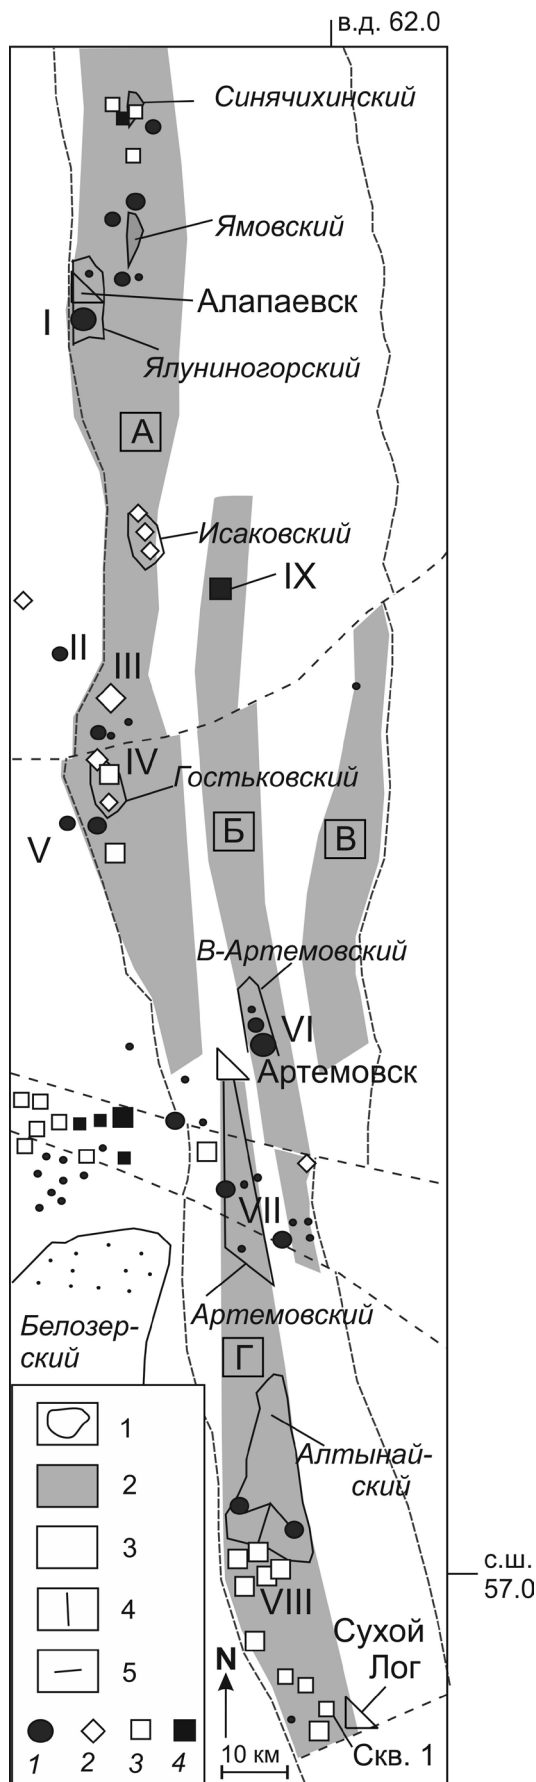 в.д. 62.0
Синячихинский
Ямовский
Алапаевск
I
Ялуниногорский
А
Исаковский
IX
II
III
IV
Гостьковский
Б
В
V
В-Артемовский
VI
Артемовск
VII
Артемовский
Белозер-
ский
Г
1
Алтынай-
ский
2
3
с.ш.
57.0
VIII
4
Сухой
Лог
5
N
1 2 3 4
10 км
Скв. 1